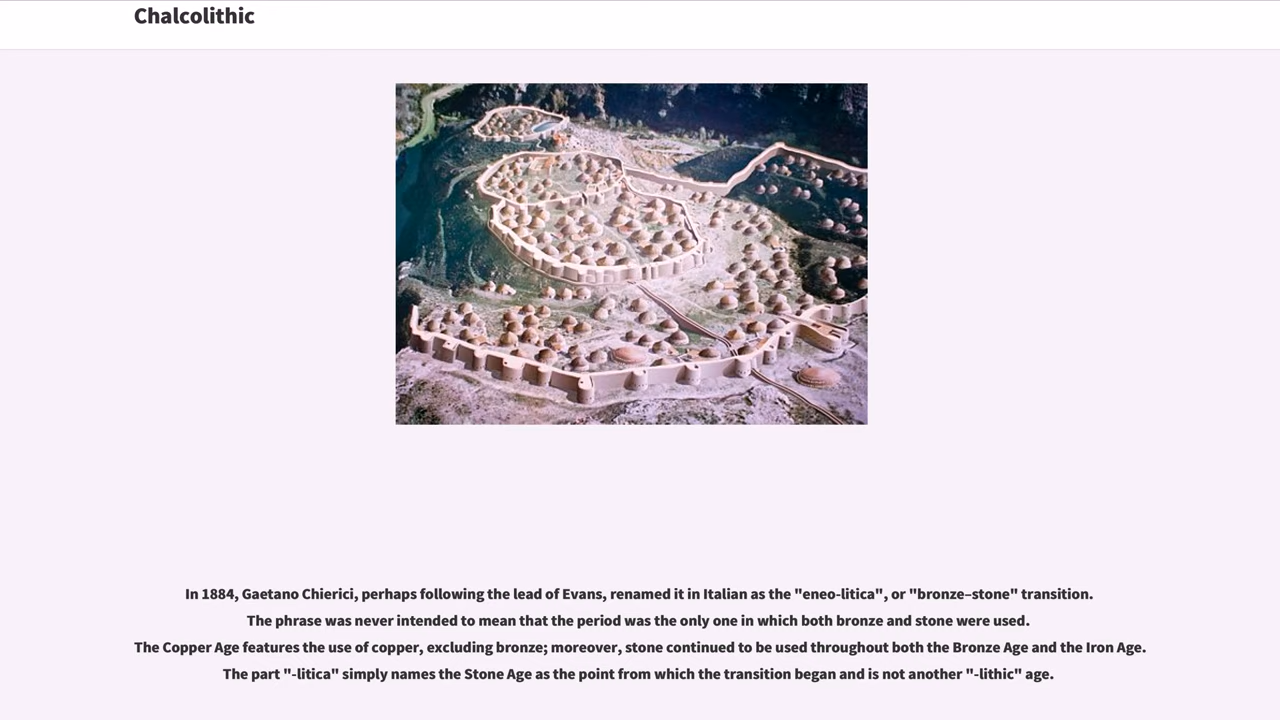 Chalcolithic
In 1884, Gaetano Chierici, perhaps following the lead of Evans, renamed it in Italian as the "eneo-litica", or "bronze–stone" transition.
The phrase was never intended to mean that the period was the only one in which both bronze and stone were used.
The Copper Age features the use of copper, excluding bronze; moreover, stone continued to be used throughout both the Bronze Age and the Iron Age.
The part "-litica" simply names the Stone Age as the point from which the transition began and is not another "-lithic" age.